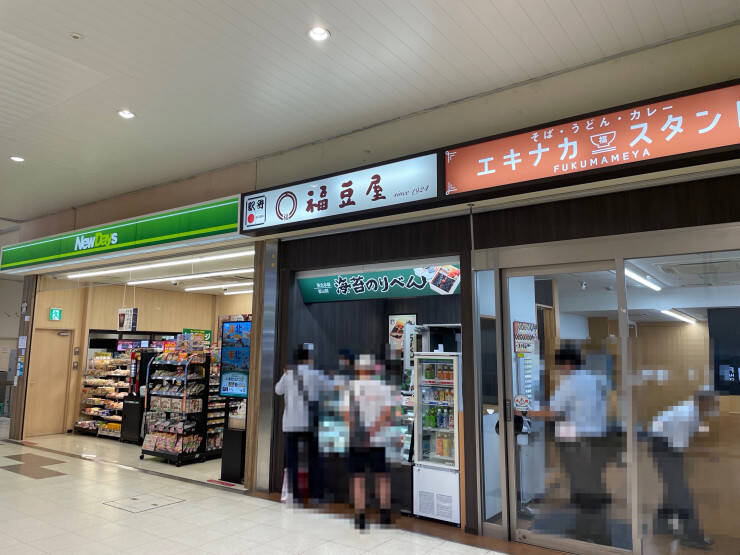 NewDays
駅弁
福豆屋
since 1924
そば・うどん・カレー
エキナカ 福 スタンド
FUKUMAMEYA
海苔のりべん